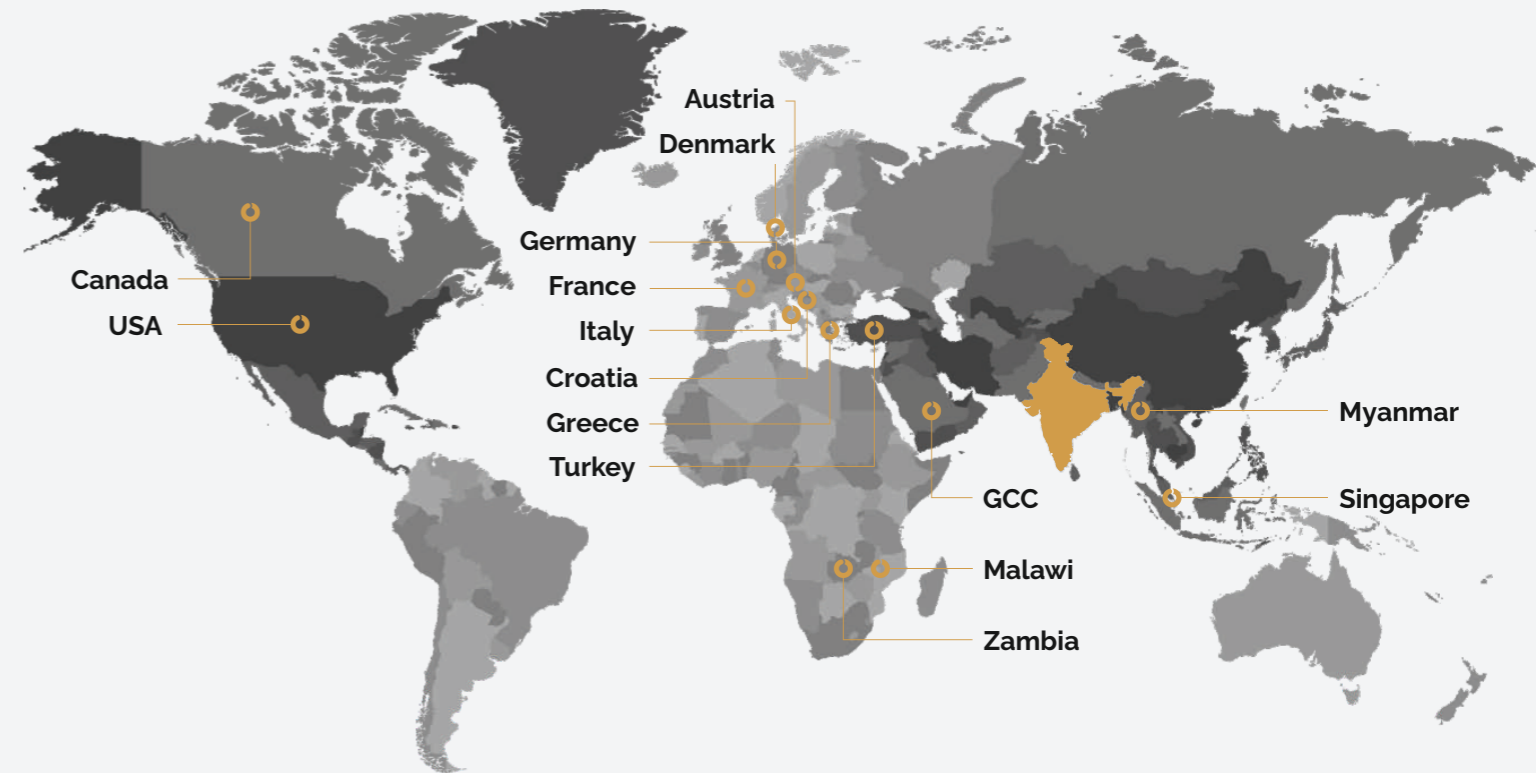 Austria
Denmark
Germany
Canada
France
USA
Italy
Croatia
Myanmar
Greece
Turkey
GCC
Singapore
Malawi
Zambia